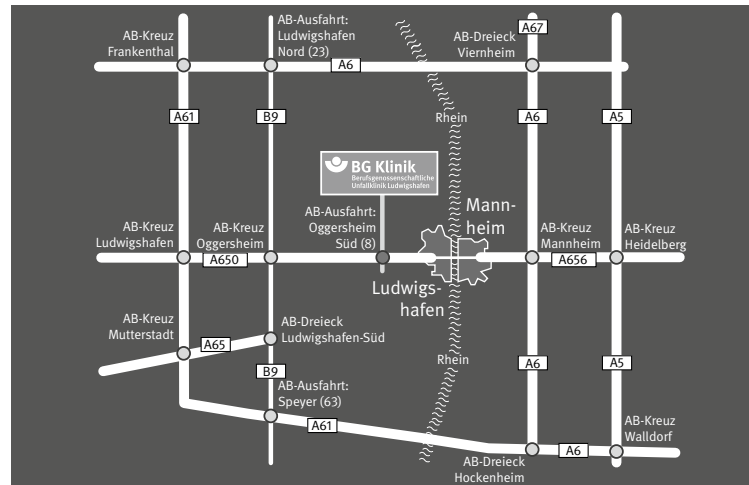 AB-Kreuz
Frankenthal
AB-Ausfahrt:
Ludwigshafen
Nord (23)
AB-Dreieck
Viernheim
A67
A6
A61
B9
Rhein
A6
A5
BG Klinik
Berufsgenossenschaftliche
Unfallklinik Ludwigshafen
AB-Kreuz
Ludwigshafen
AB-Kreuz
Oggersheim
AB-Ausfahrt:
Oggersheim
Süd (8)
Mann-
heim
AB-Kreuz
Mannheim
AB-Kreuz
Heidelberg
A650
A656
Ludwigs-
hafen
AB-Kreuz
Mutterstadt
A65
AB-Dreieck
Ludwigshafen-Süd
Rhein
A6
A5
B9
AB-Ausfahrt:
Speyer (63)
A61
AB-Dreieck
Hockenheim
A6
AB-Kreuz
Walldorf